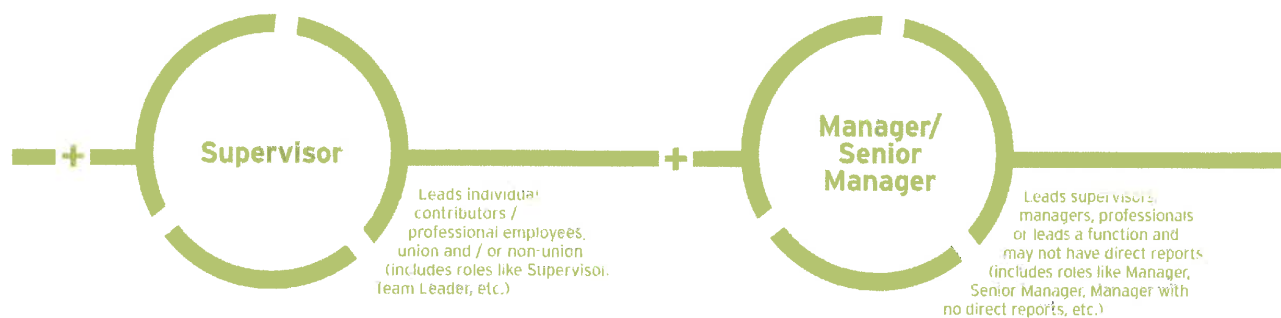 +
Supervisor
Leads individual
contributors /
professional employees,
union and / or non-union
(includes roles like Supervisor,
Team Leader, etc.)
+
Manager/
Senior
Manager
Leads supervisors,
managers, professionals
or leads a function and
may not have direct reports
(includes roles like Manager,
Senior Manager, Manager with
no direct reports, etc.)